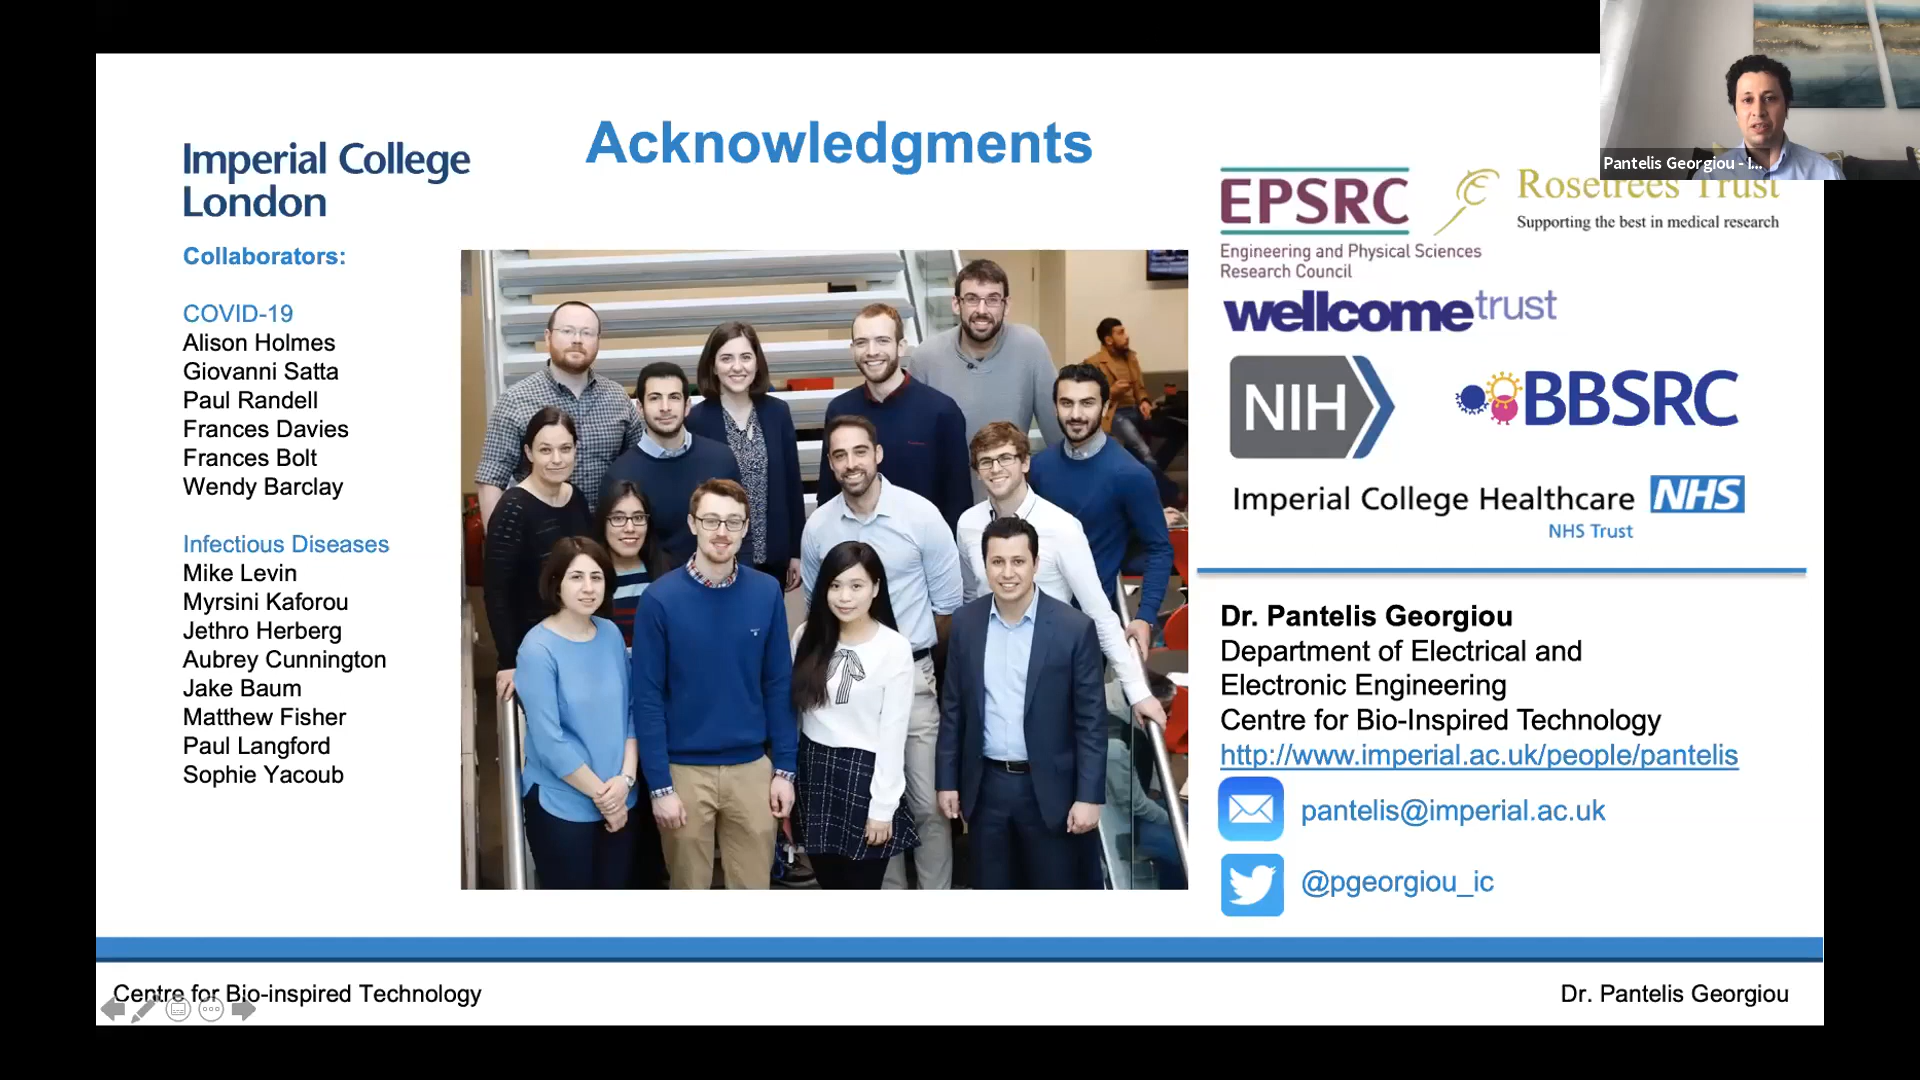 Acknowledgments
Imperial College
London
Collaborators:
COVID-19
Alison Holmes
Giovanni Satta
Paul Randell
Frances Davies
Frances Bolt
Wendy Barclay
Infectious Diseases
Mike Levin
Myrsini Kaforou
Jethro Herberg
Aubrey Cunnington
Jake Baum
Matthew Fisher
Paul Langford
Sophie Yacoub
Pantelis Georgiou - I...
EPSRC
Engineering and Physical Sciences
Research Council
Rosetrees Trust
Supporting the best in medical research
wellcometrust
NIH
BBSRC
Imperial College Healthcare NHS
NHS Trust
Dr. Pantelis Georgiou
Department of Electrical and
Electronic Engineering
Centre for Bio-Inspired Technology
http://www.imperial.ac.uk/people/pantelis
pantelis@imperial.ac.uk
@pgeorgiou_ic
Centre for Bio-inspired Technology
Dr. Pantelis Georgiou